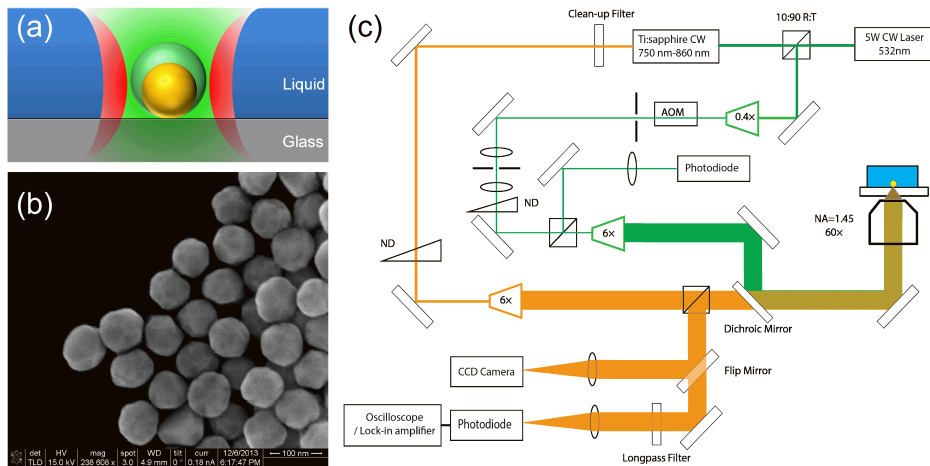 (a)
Liquid
Glass
(b)
det HV mag spot WD tilt curr 12/6/2013 100 nm
TLD 15.0 kV 238 608 x 3.0 4.9 mm 0 ° 0.18 nA 6:17:47 PM
(c)
Clean-up Filter
Ti:sapphire CW
750 nm-860 nm
10:90 R:T
5W CW Laser
532nm
AOM
0.4×
Photodiode
ND
ND
6×
NA=1.45
60×
6×
Dichroic Mirror
CCD Camera
Flip Mirror
Oscilloscope
/ Lock-in amplifier
Photodiode
Longpass Filter